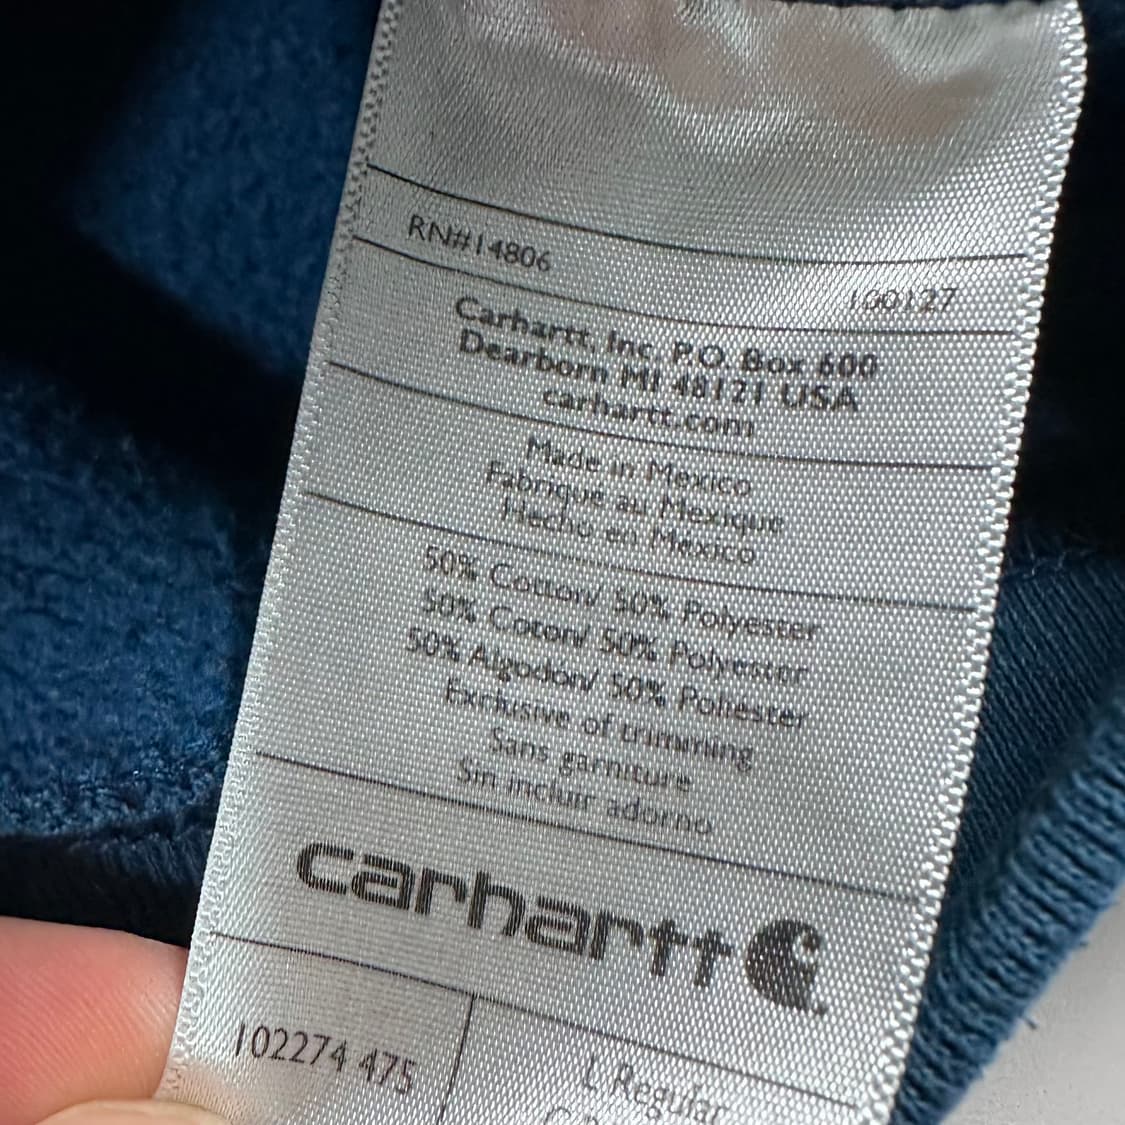 RN#14806
100127
Carhartt, Inc. P.O. Box 600
Dearborn MI 48121 USA
carhartt.com
Made in Mexico
Fabrique au Mexique
Hecho en Mexico
50% Cotton/ 50% Polyester
50% Coton/ 50% Polyester
50% Algodon/ 50% Poliester
Exclusive of trimming
Sans garniture
Sin incluir adorno
carhartt
102274 475
L Regular